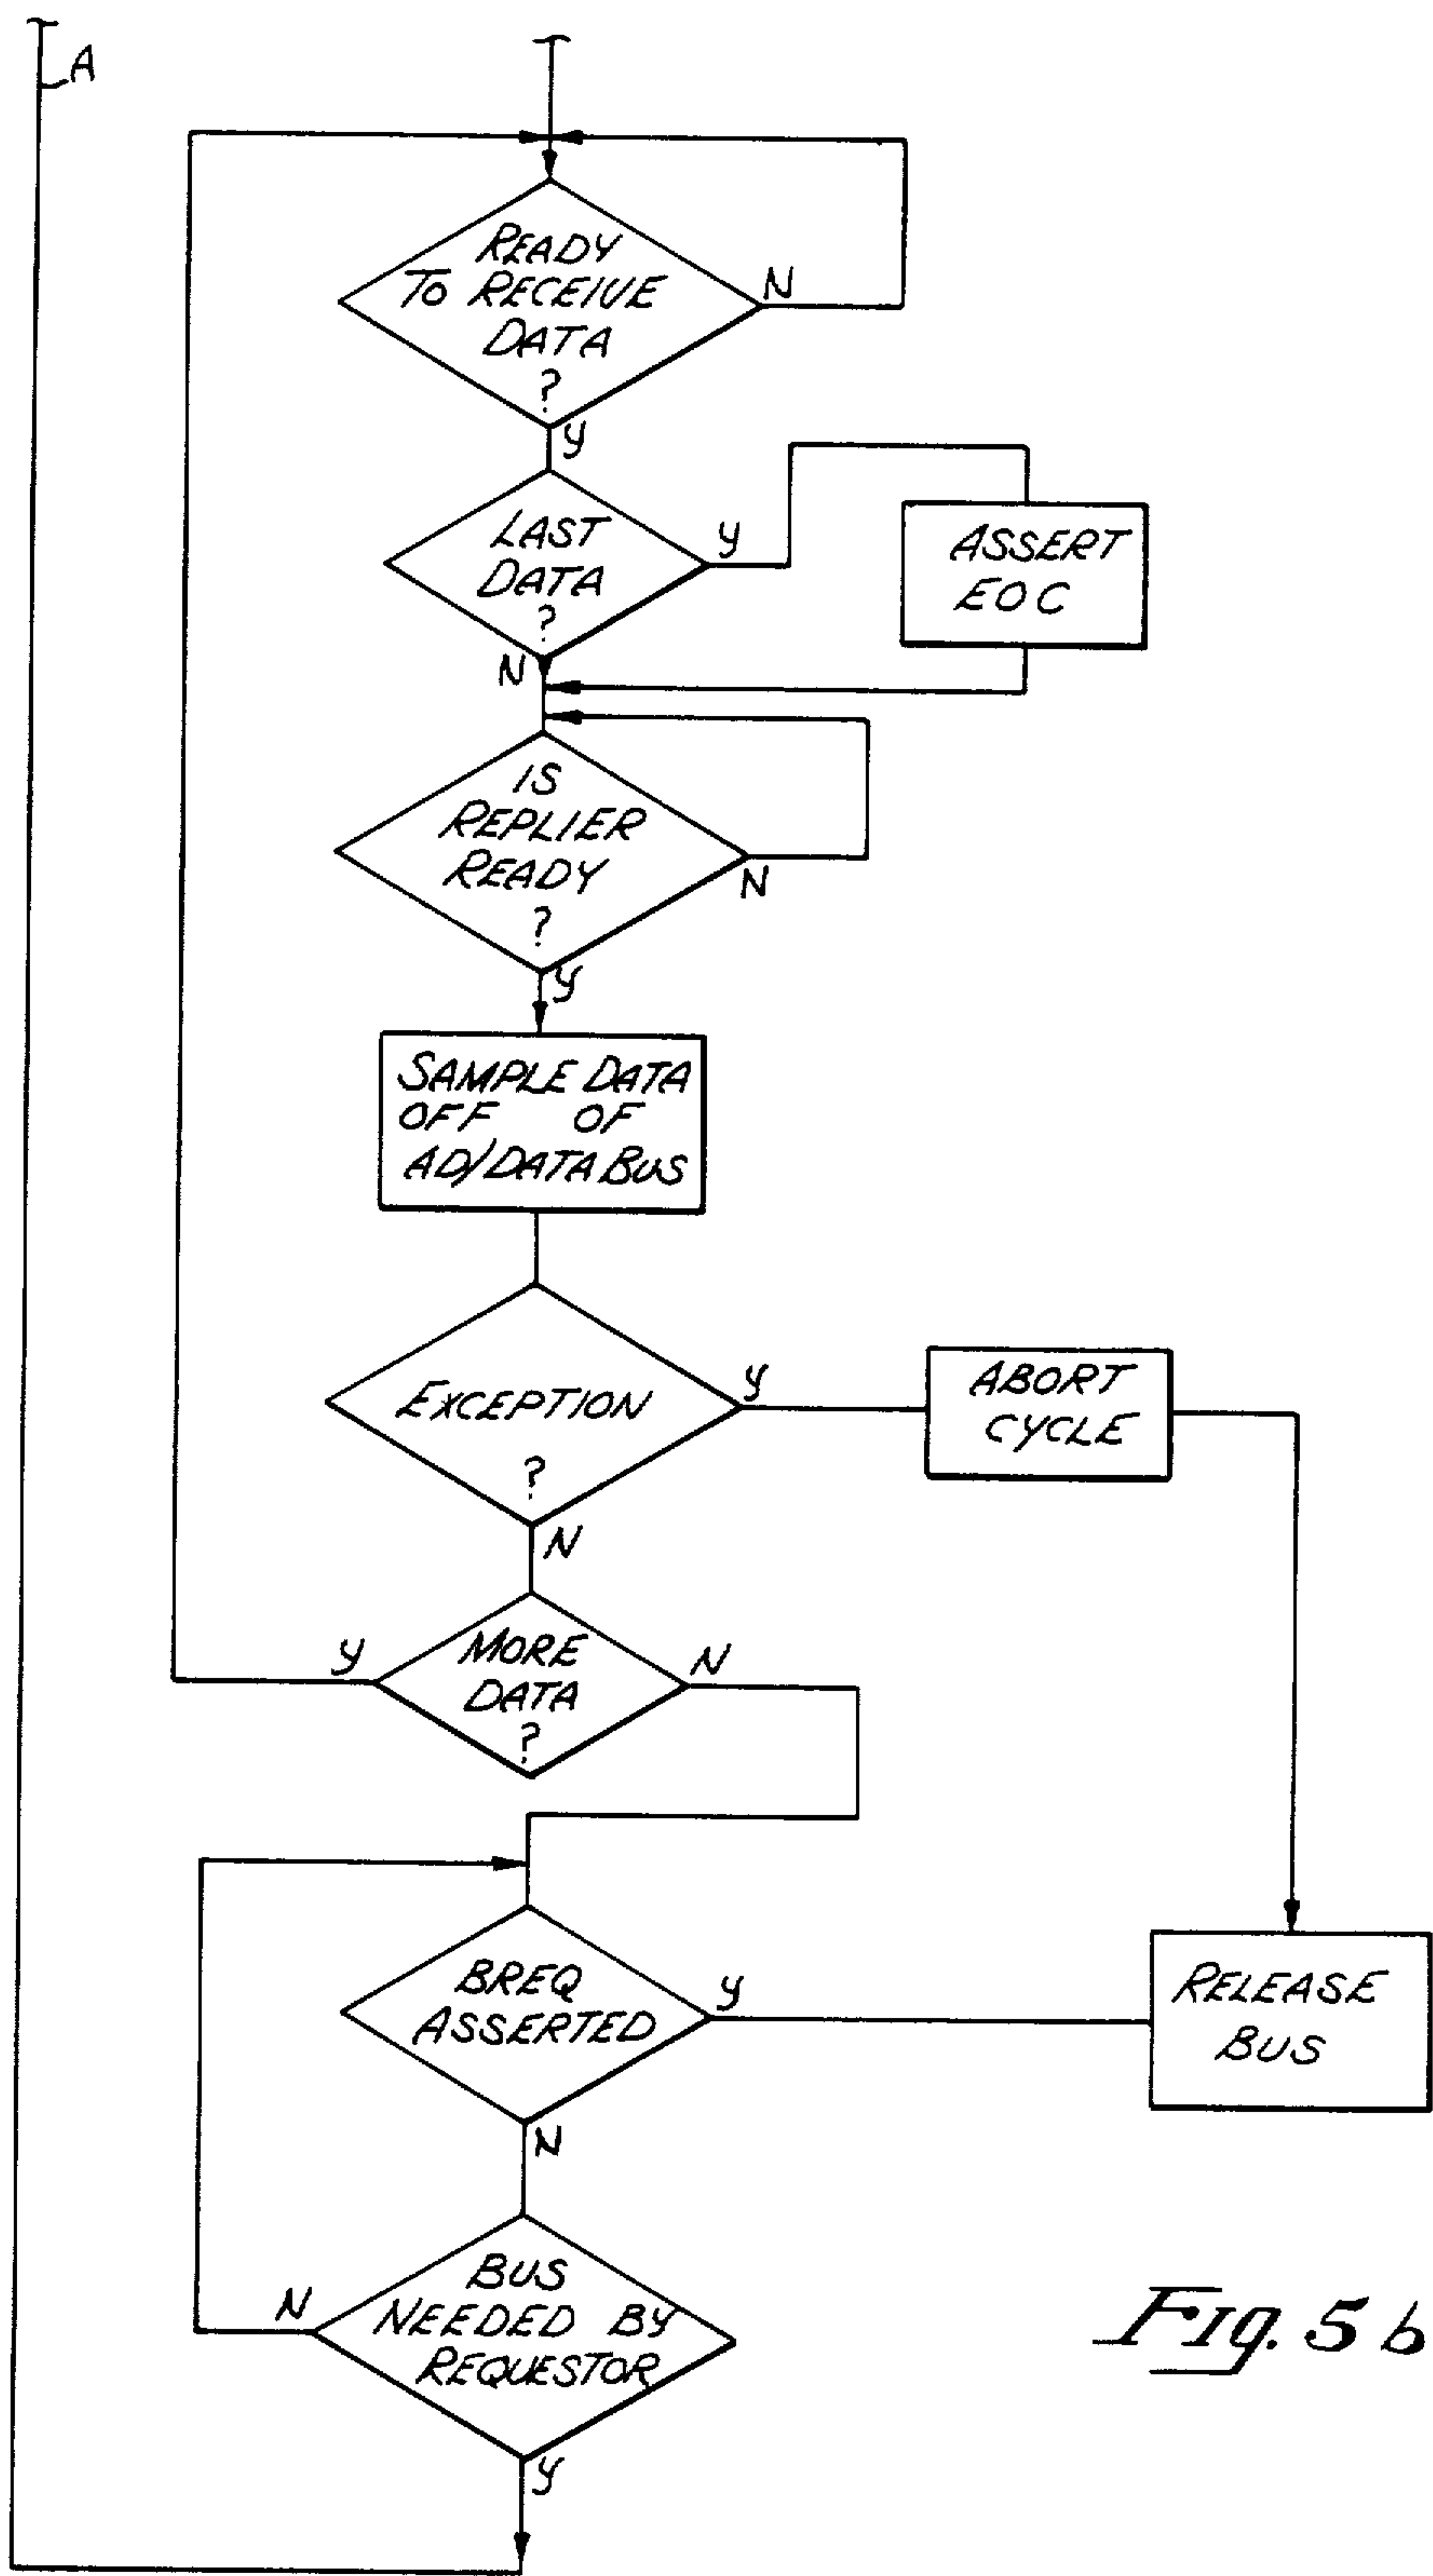 A
READY
TO RECEIVE
DATA
?
N
Y
LAST
DATA
?
Y
N
ASSERT
EOC
IS
REPLIER
READY
?
N
Y
SAMPLE DATA
OFF OF
AD/DATA BUS
EXCEPTION
?
Y
N
ABORT
CYCLE
MORE
DATA
?
Y
N
BREQ
ASSERTED
Y
N
RELEASE
BUS
BUS
NEEDED BY
REQUESTOR
N
Y
Fig. 5b